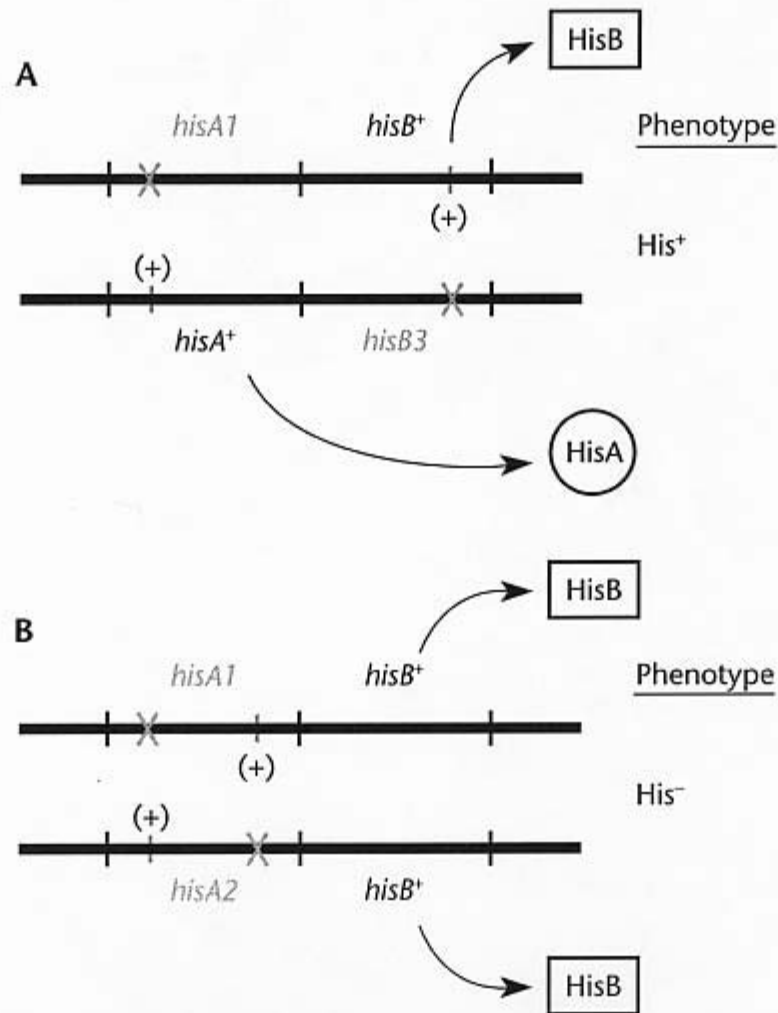 HisB
A
hisA1 hisB⁺ Phenotype
(+)
His⁺
(+)
hisA⁺ hisB3
HisA
HisB
B
hisA1 hisB⁺ Phenotype
(+)
His⁻
(+)
hisA2 hisB⁺
HisB